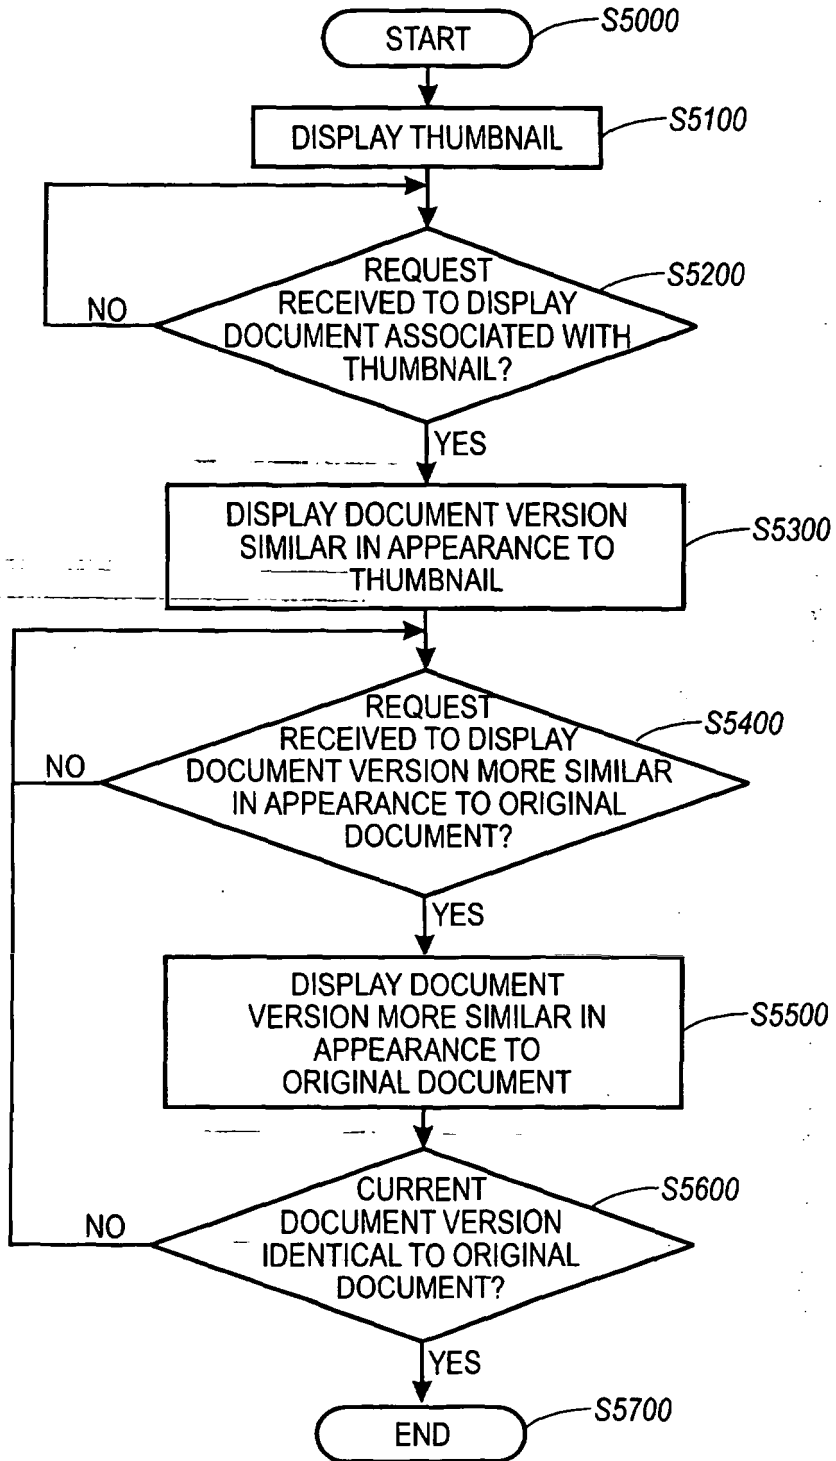 START
S5000
DISPLAY THUMBNAIL
S5100
REQUEST
RECEIVED TO DISPLAY
DOCUMENT ASSOCIATED WITH
THUMBNAIL?
S5200
NO
YES
DISPLAY DOCUMENT VERSION
SIMILAR IN APPEARANCE TO
THUMBNAIL
S5300
REQUEST
RECEIVED TO DISPLAY
DOCUMENT VERSION MORE SIMILAR
IN APPEARANCE TO ORIGINAL
DOCUMENT?
S5400
NO
YES
DISPLAY DOCUMENT
VERSION MORE SIMILAR IN
APPEARANCE TO
ORIGINAL DOCUMENT
S5500
CURRENT
DOCUMENT VERSION
IDENTICAL TO ORIGINAL
DOCUMENT?
S5600
NO
YES
END
S5700